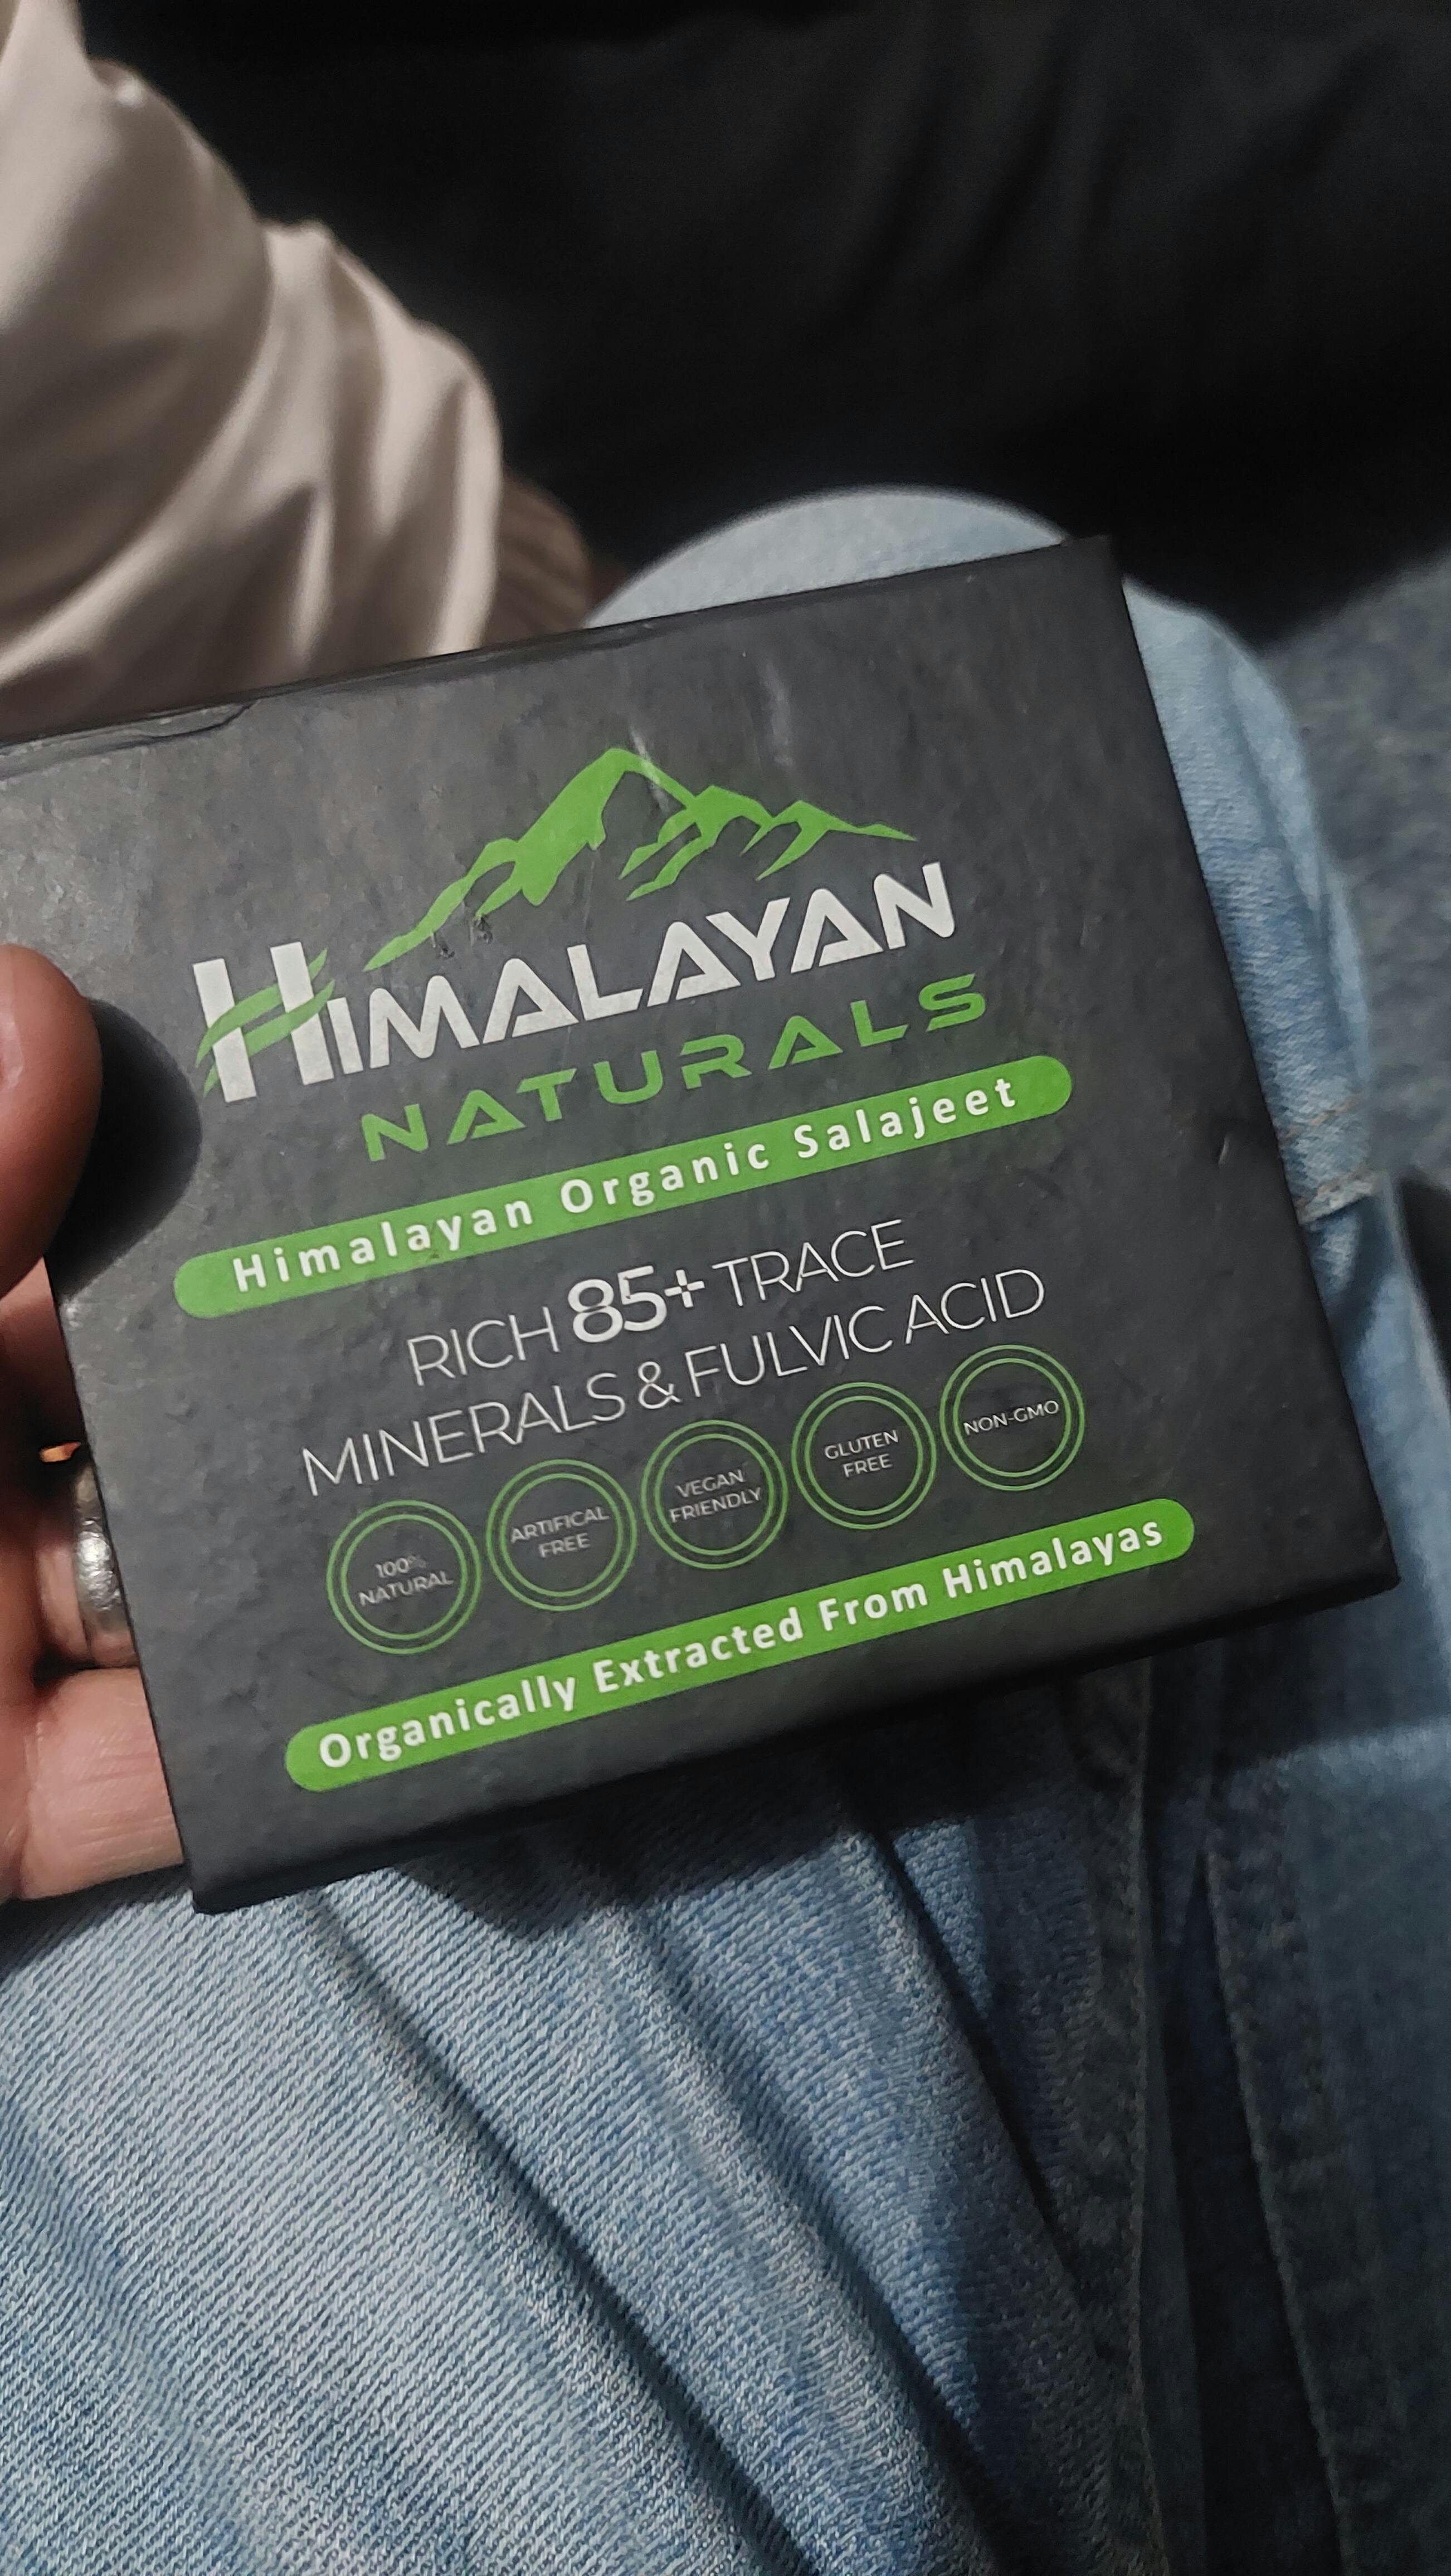 HIMALAYAN
NATURALS
Himalayan Organic Salajeet
RICH 85+ TRACE
MINERALS & FULVIC ACID
100%
NATURAL
ARTIFICAL
FREE
VEGAN
FRIENDLY
GLUTEN
FREE
NON-GMO
Organically Extracted From Himalayas